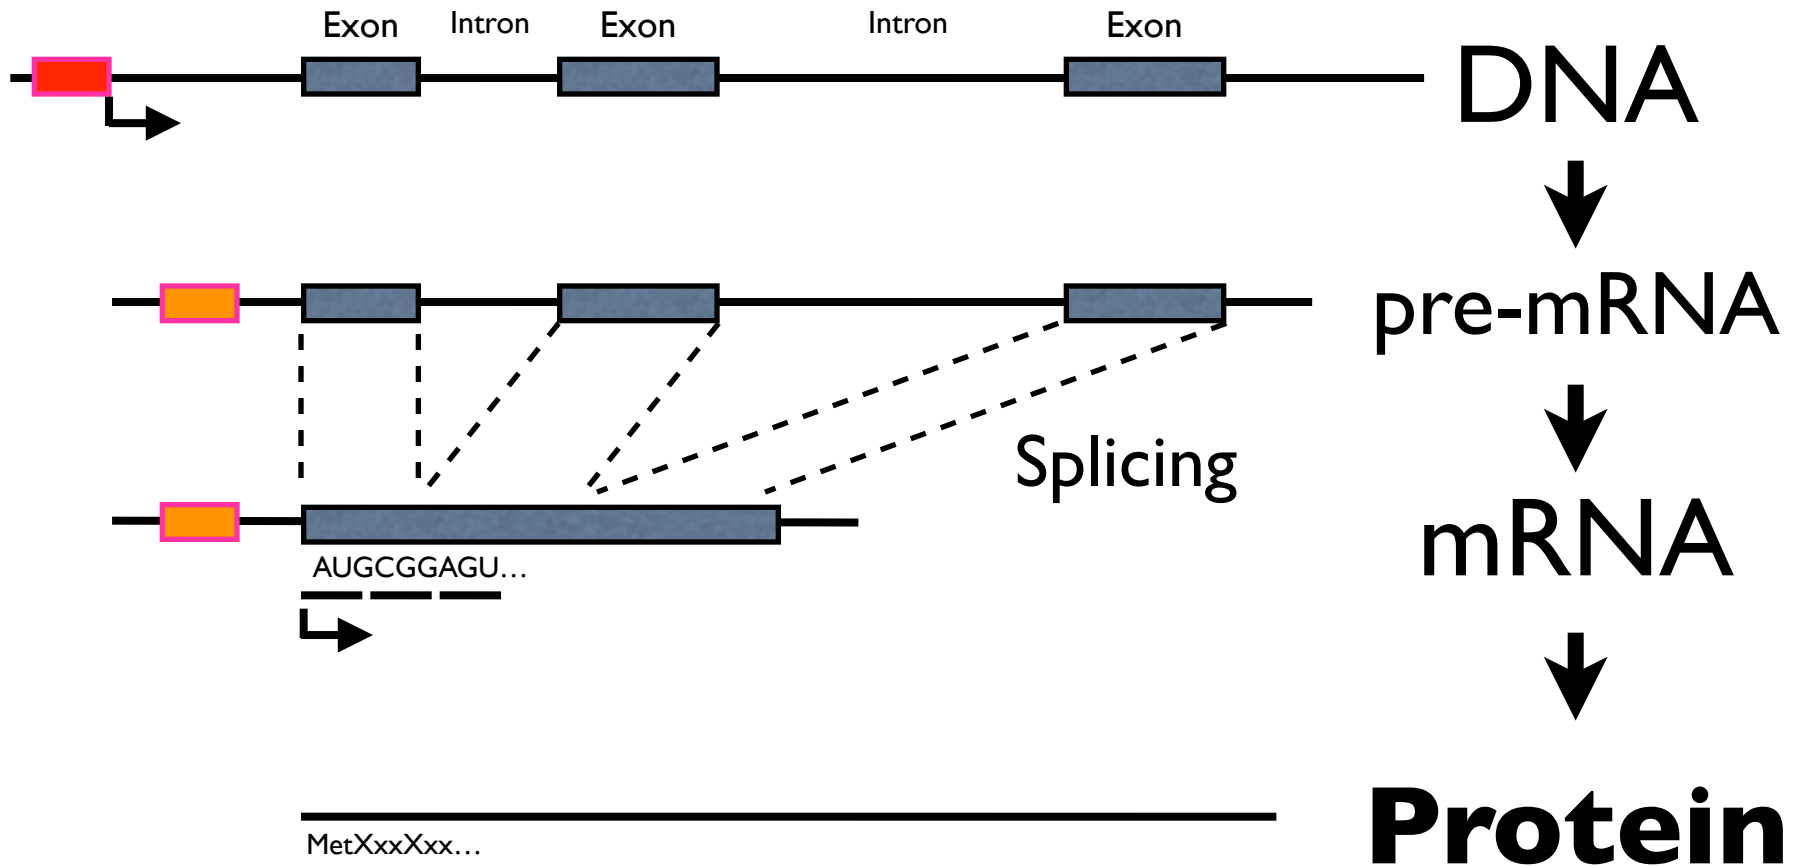 Exon Intron Exon Intron Exon
DNA
pre-mRNA
Splicing
mRNA
AUGCGGAGU...
Protein
MetXxxXxx...